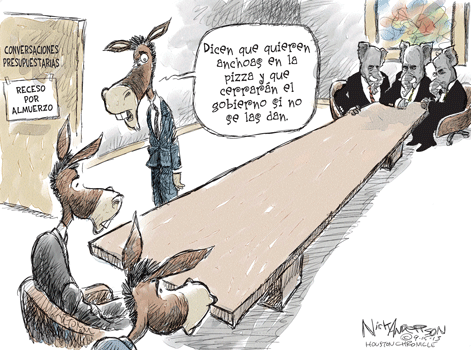 CONVERSACIONES
PRESUPUESTARIAS
RECESO
POR
ALMUERZO
Dicen que quieren
anchoas en la
pizza y que
cerrarán el
gobierno si no
se las dan.
NICK ANDERSON
HOUSTON CHRONICLE